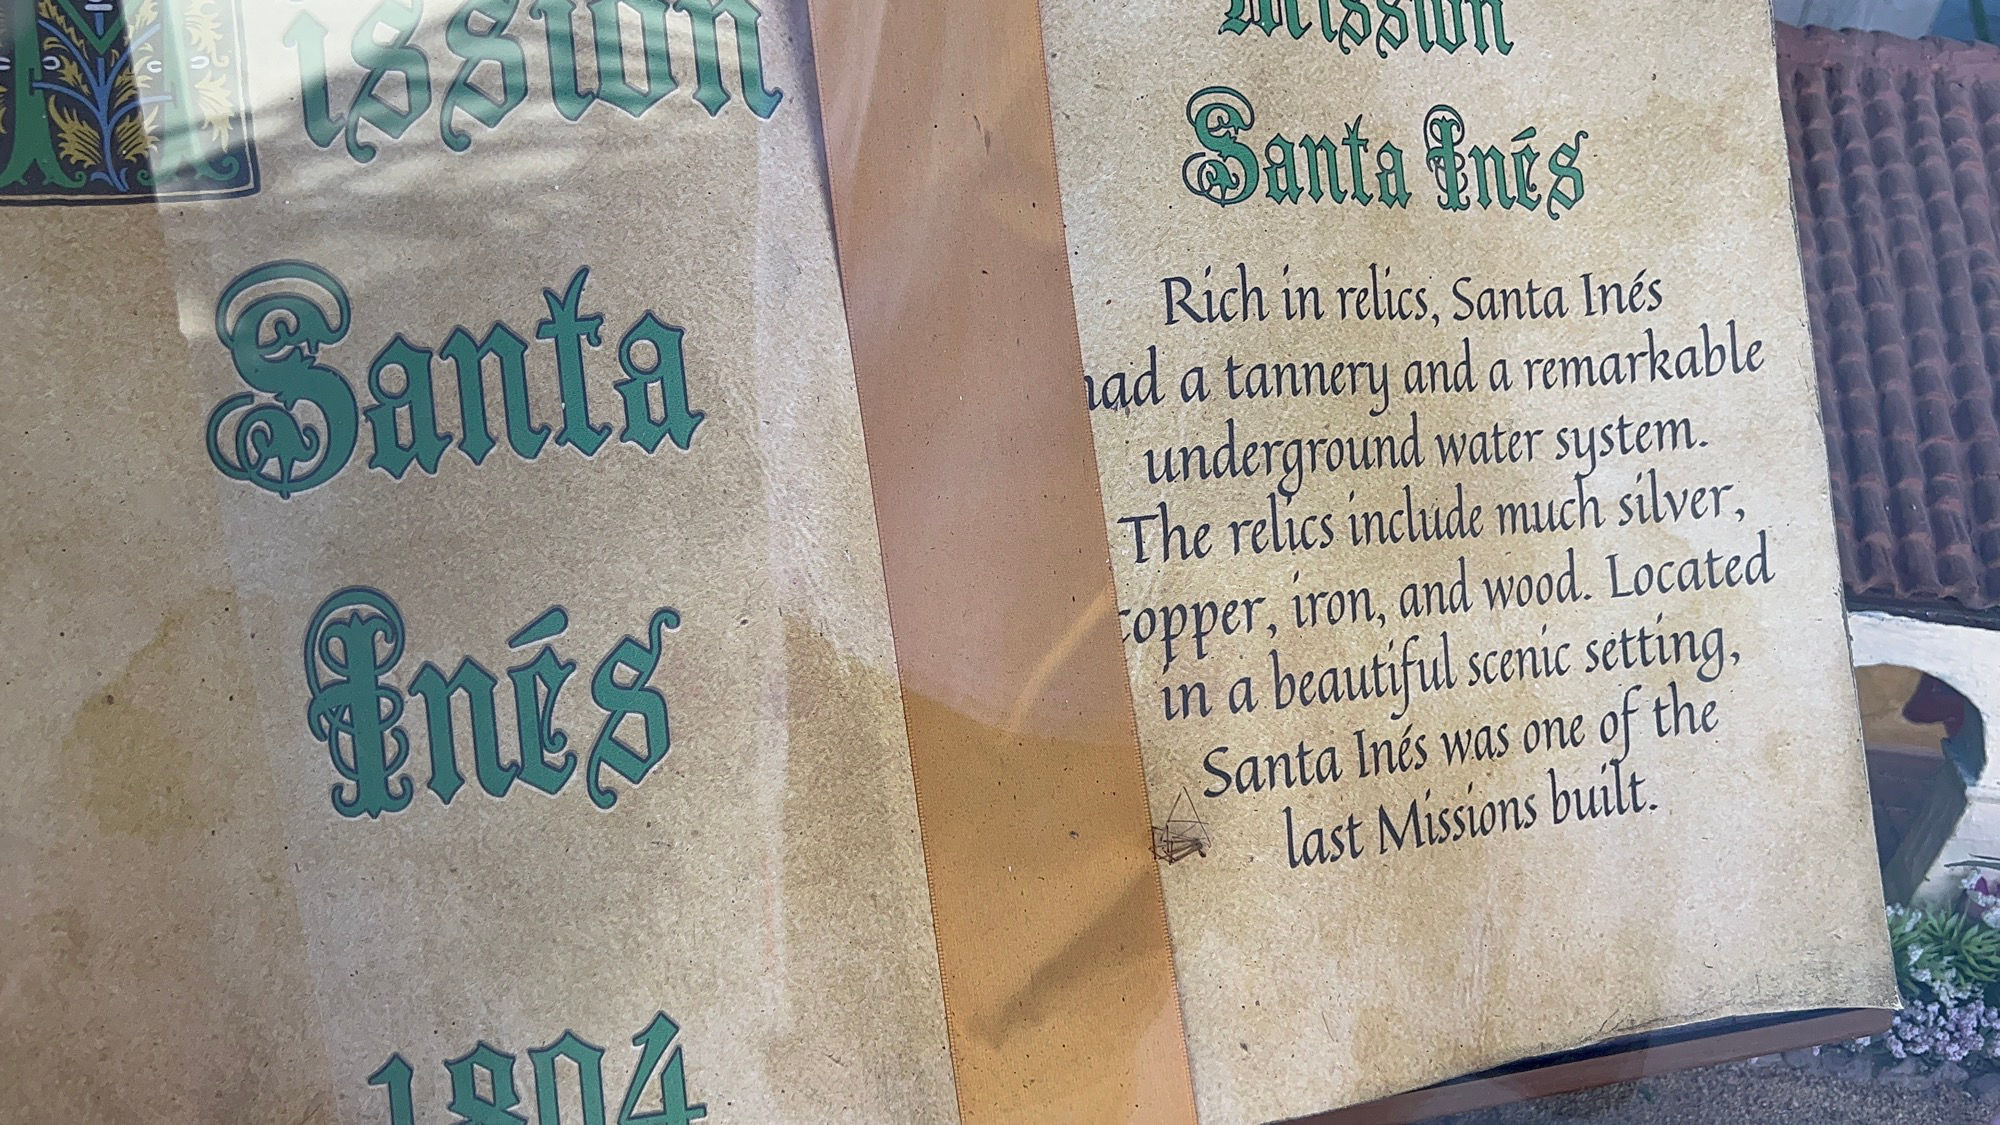 Mission
Santa
Inés
1804
Mission
Santa Inés
Rich in relics, Santa Inés
had a tannery and a remarkable
underground water system.
The relics include much silver,
copper, iron, and wood. Located
in a beautiful scenic setting,
Santa Inés was one of the
last Missions built.